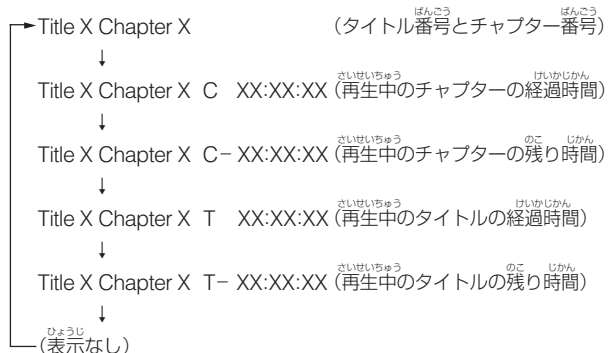 Title X Chapter X (タイトル番号とチャプター番号)
↓
Title X Chapter X C XX:XX:XX (再生中のチャプターの経過時間)
↓
Title X Chapter X C- XX:XX:XX (再生中のチャプターの残り時間)
↓
Title X Chapter X T XX:XX:XX (再生中のタイトルの経過時間)
↓
Title X Chapter X T- XX:XX:XX (再生中のタイトルの残り時間)
↓
(表示なし)